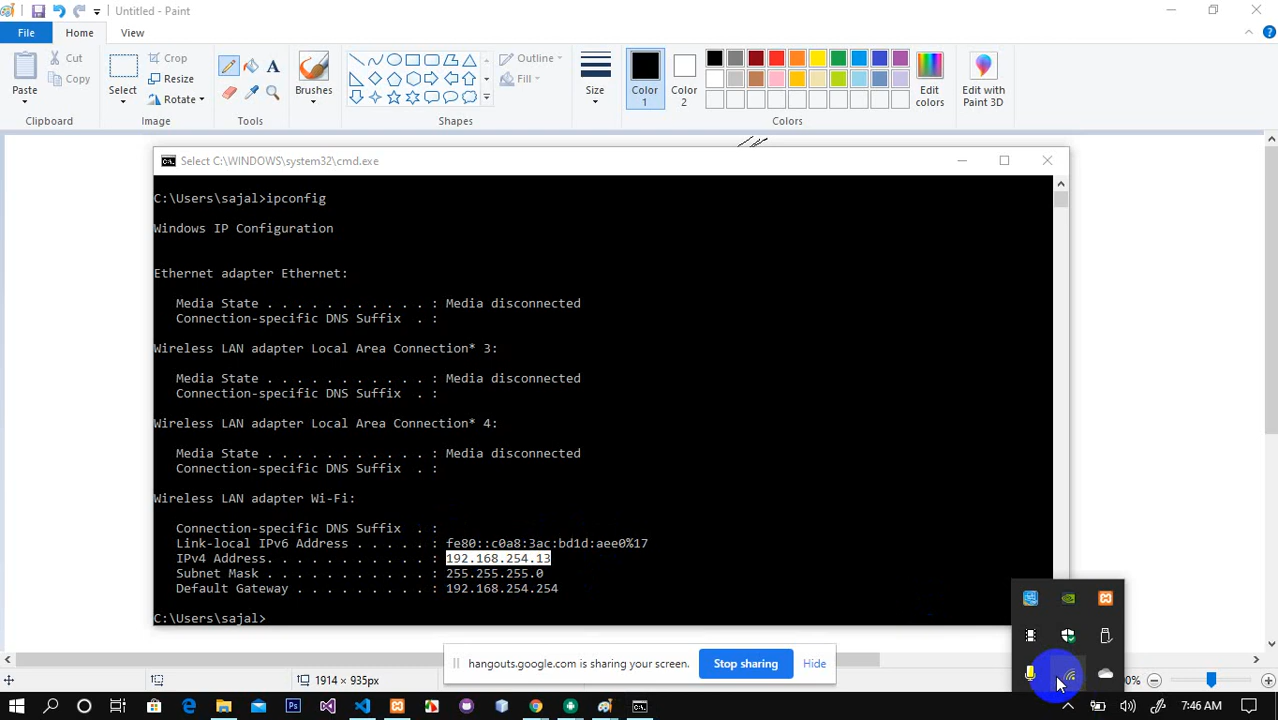 Untitled - Paint
File
Home
View
Paste
Cut
Copy
Clipboard
Select
Crop
Resize
Rotate
Image
A
Tools
Brushes
Outline
Fill
Shapes
Size
Color 1
Color 2
Edit colors
Edit with Paint 3D
Colors
Select C:\WINDOWS\system32\cmd.exe
C:\Users\sajal>ipconfig
Windows IP Configuration
Ethernet adapter Ethernet:
Media State . . . . . . . . . . . : Media disconnected
Connection-specific DNS Suffix  . :
Wireless LAN adapter Local Area Connection* 3:
Media State . . . . . . . . . . . : Media disconnected
Connection-specific DNS Suffix  . :
Wireless LAN adapter Local Area Connection* 4:
Media State . . . . . . . . . . . : Media disconnected
Connection-specific DNS Suffix  . :
Wireless LAN adapter Wi-Fi:
Connection-specific DNS Suffix  . :
Link-local IPv6 Address . . . . . : fe80::c0a8:3ac:bd1d:aee0%17
IPv4 Address. . . . . . . . . . . : 192.168.254.13
Subnet Mask . . . . . . . . . . . : 255.255.255.0
Default Gateway . . . . . . . . . : 192.168.254.254
C:\Users\sajal>
hangouts.google.com is sharing your screen.
Stop sharing
Hide
1914 × 935px
0%
7:46 AM